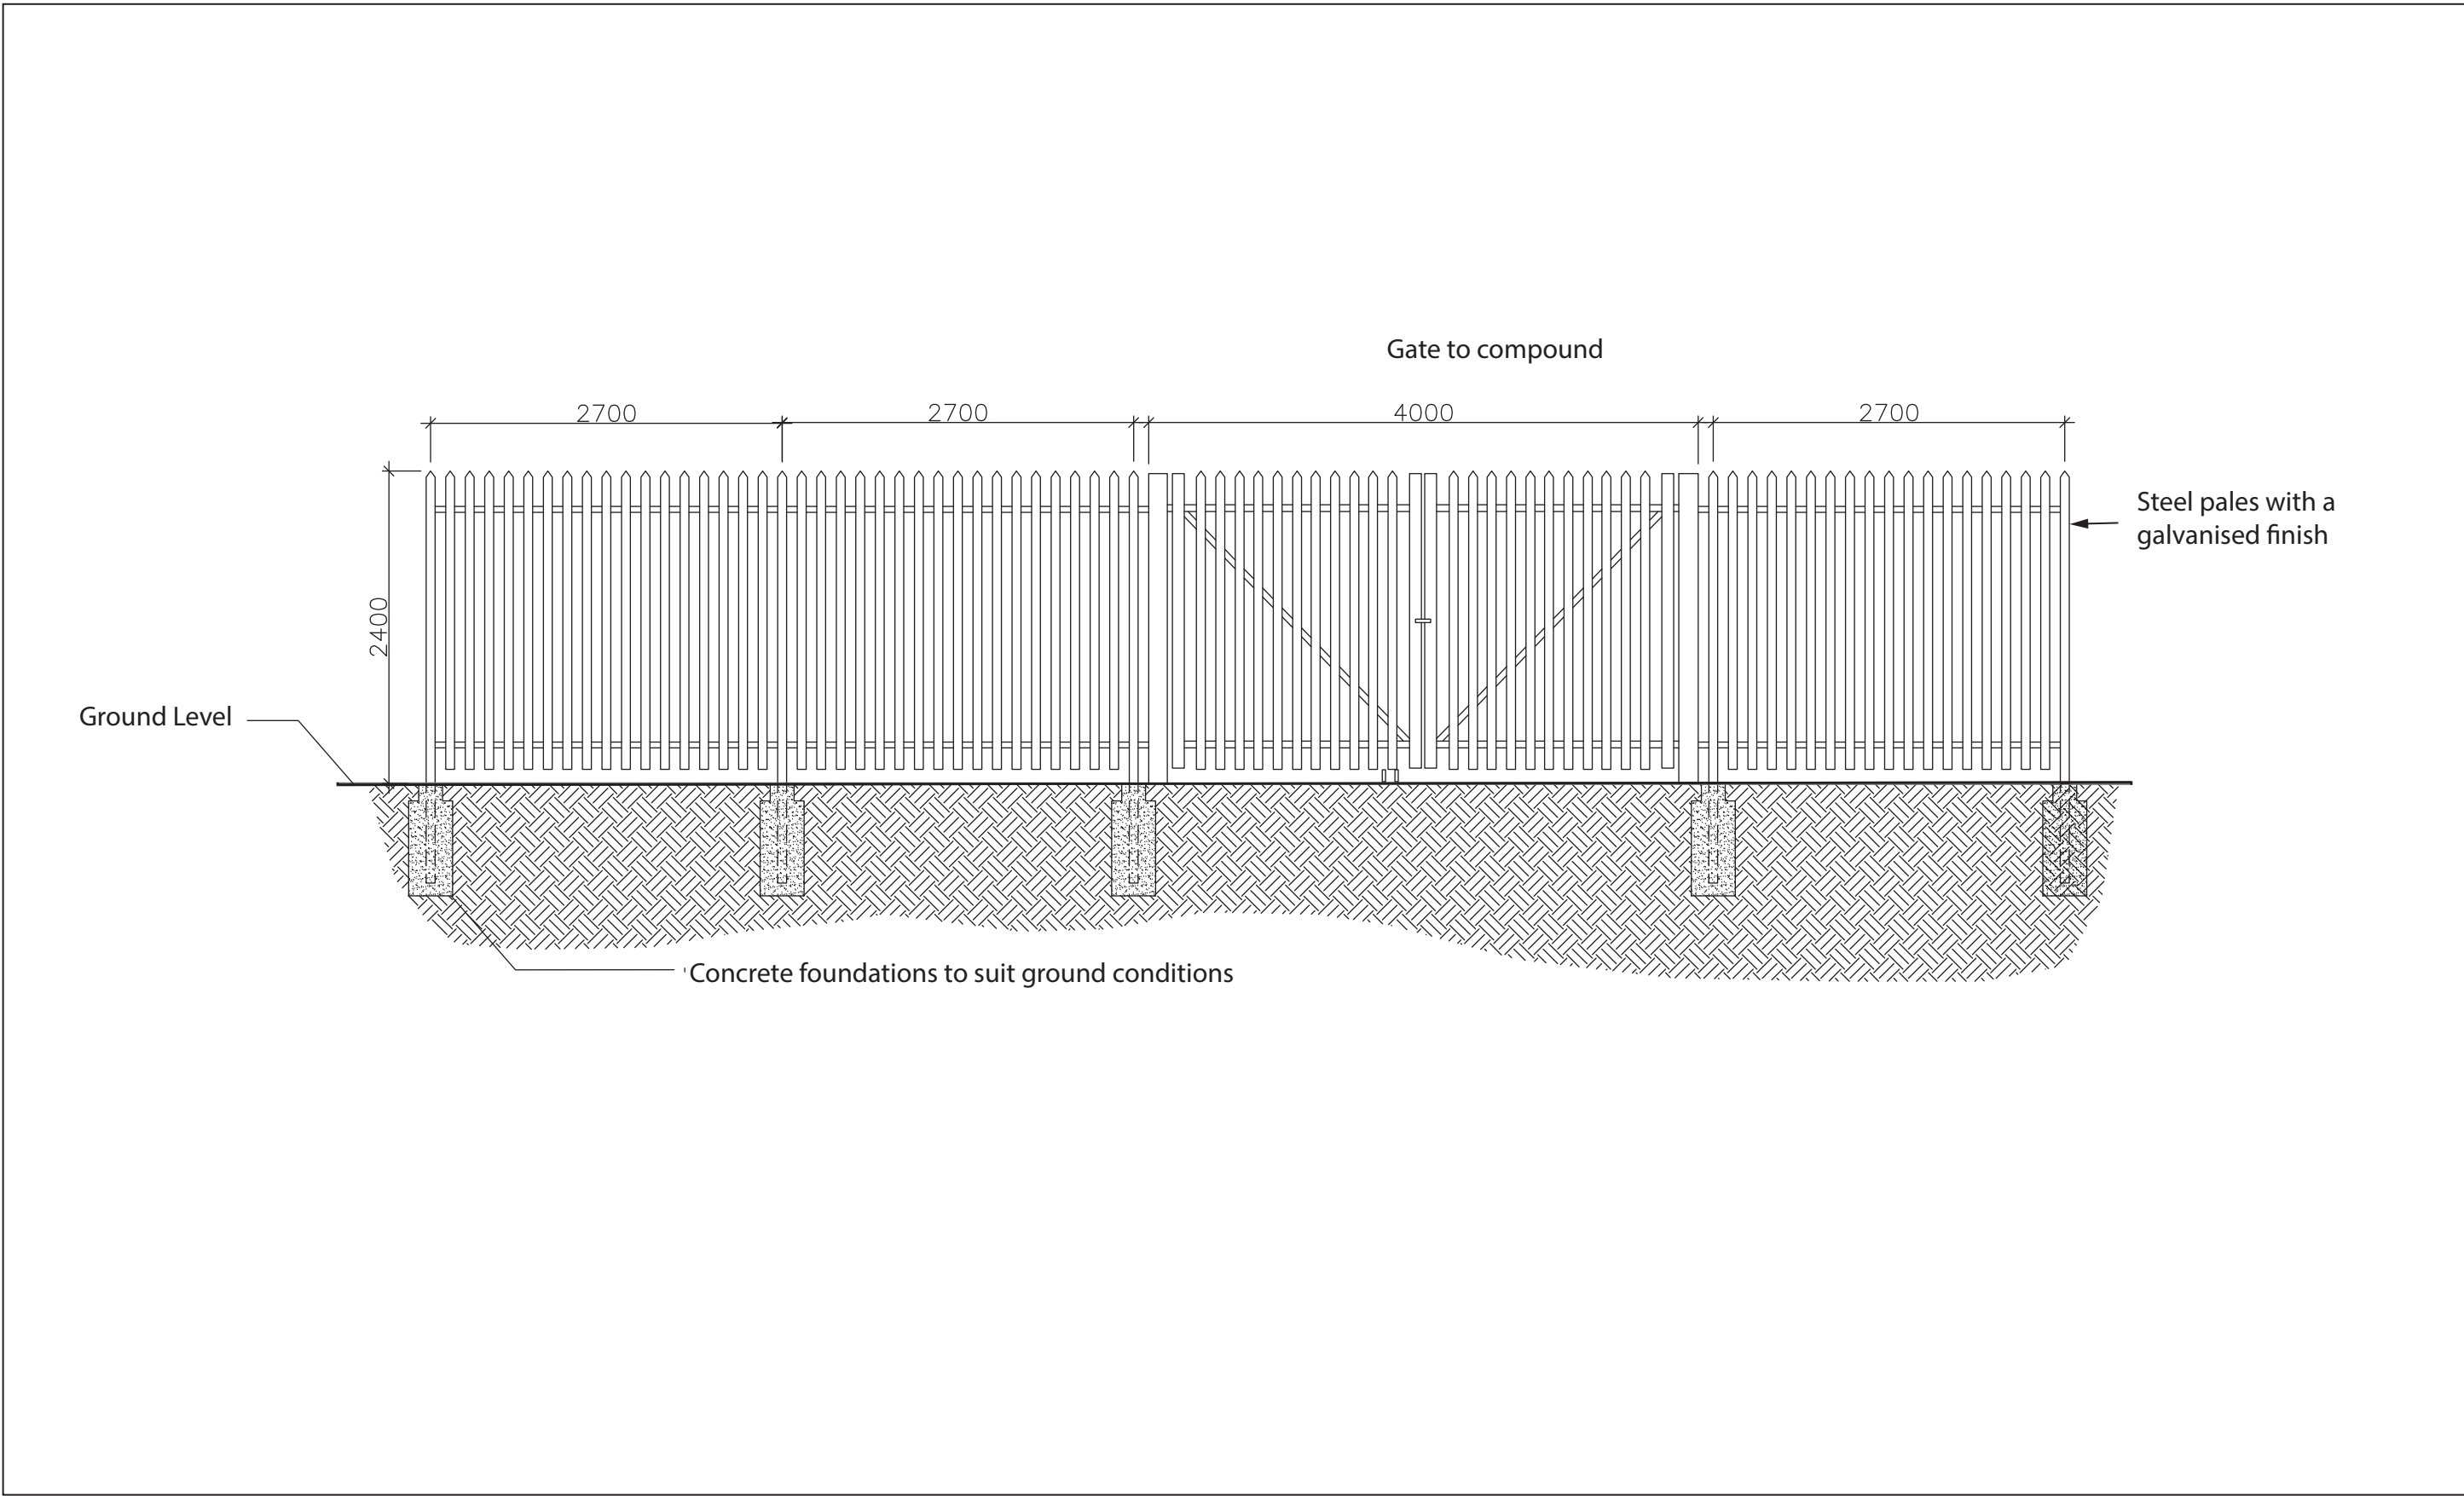 Gate to compound
2700
2700
4000
2700
Steel pales with a
galvanised finish
2400
Ground Level
Concrete foundations to suit ground conditions